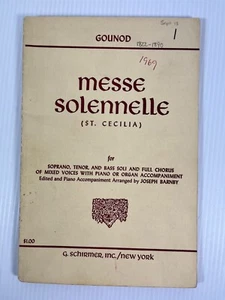 GOUNOD
1
1969
messe
solennelle
(ST. CECILIA)
for
SOPRANO, TENOR, AND BASS SOLI AND FULL CHORUS
OF MIXED VOICES WITH PIANO OR ORGAN ACCOMPANIMENT
Edited and Piano Accompaniment Arranged by JOSEPH BARNBY
$1.00
G. SCHIRMER, INC./NEW YORK